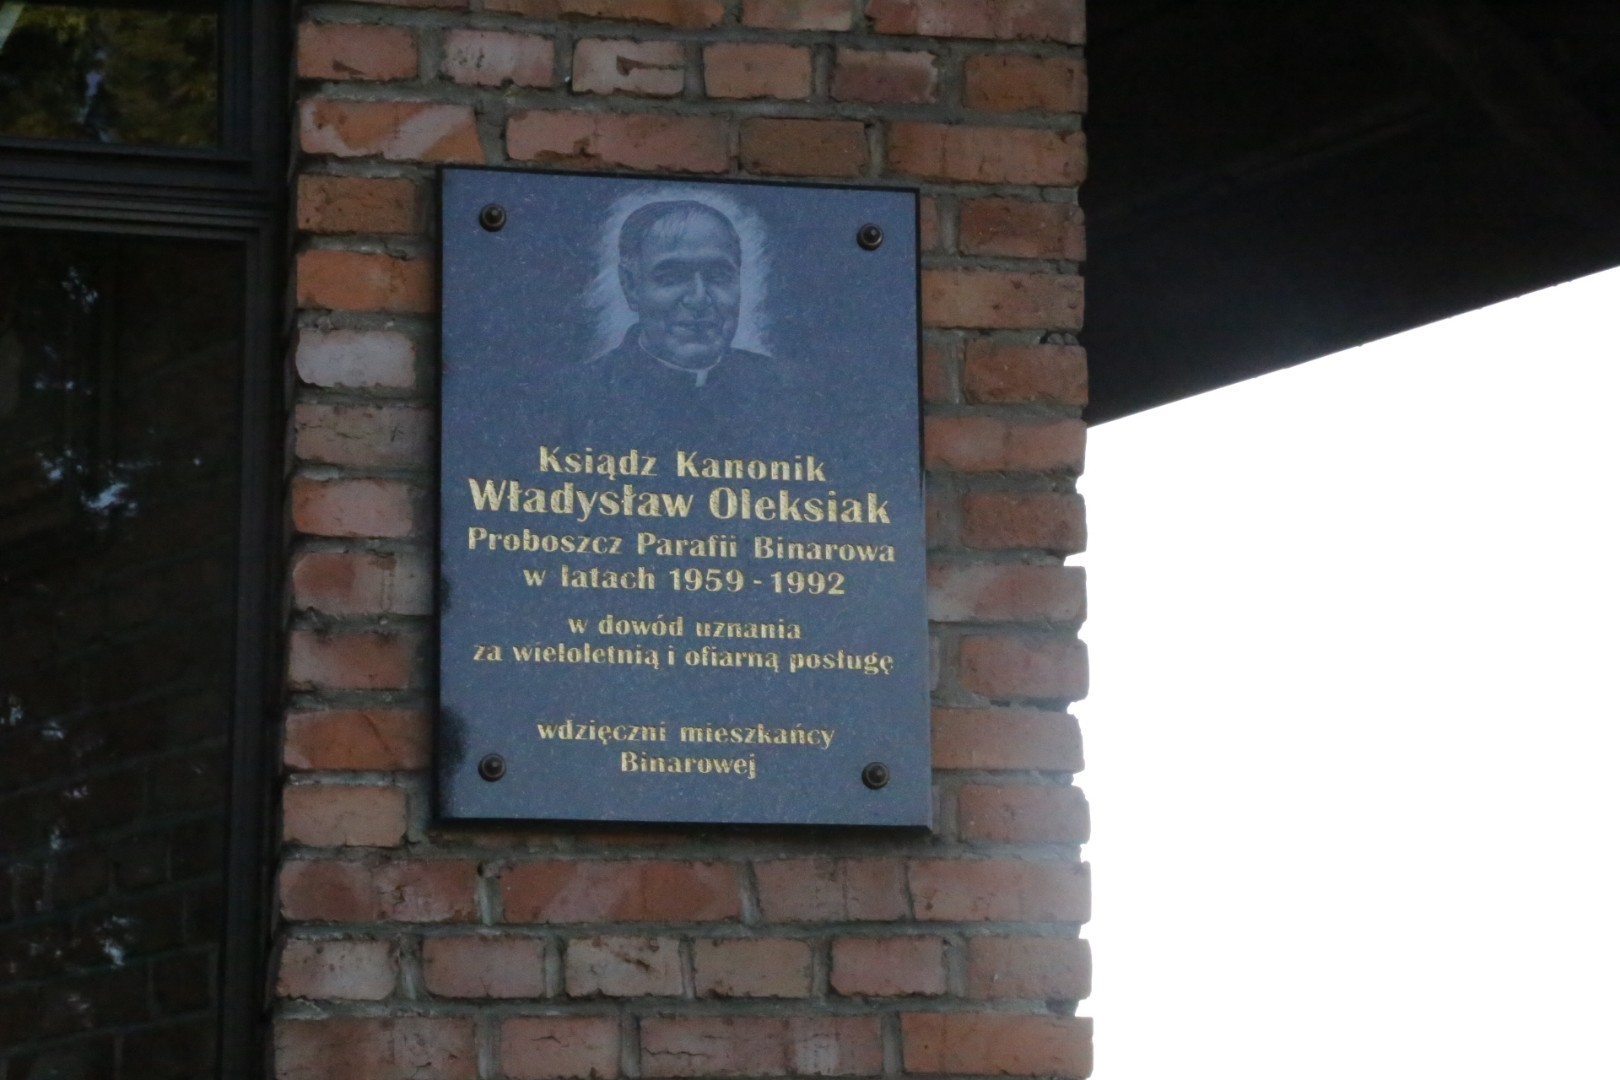 Ksiądz Kanonik
Władysław Oleksiak
Proboszcz Parafii Binarowa
w latach 1959 - 1992
w dowód uznania
za wieloletnią i ofiarną posługę
wdzięczni mieszkańcy
Binarowej